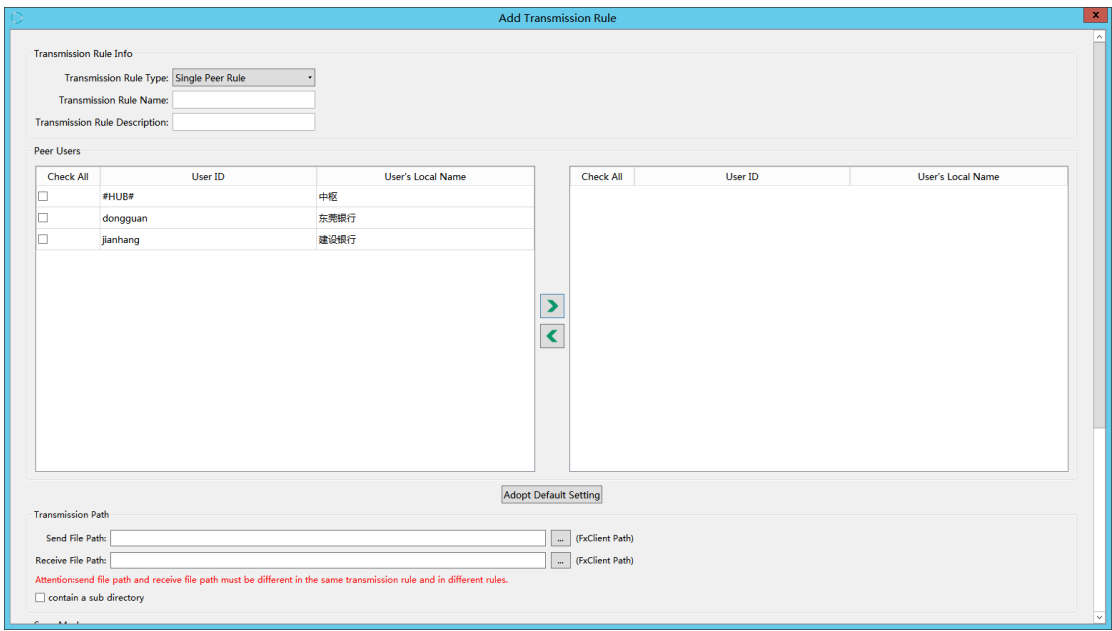 Add Transmission Rule
x
Transmission Rule Info
Transmission Rule Type: Single Peer Rule
Transmission Rule Name:
Transmission Rule Description:
Peer Users
Check All User ID User's Local Name Check All User ID User's Local Name
#HUB# 中枢
dongguan 东莞银行
jianhang 建设银行
Adopt Default Setting
Transmission Path
Send File Path: ... (FxClient Path)
Receive File Path: ... (FxClient Path)
Attention:send file path and receive file path must be different in the same transmission rule and in different rules.
contain a sub directory